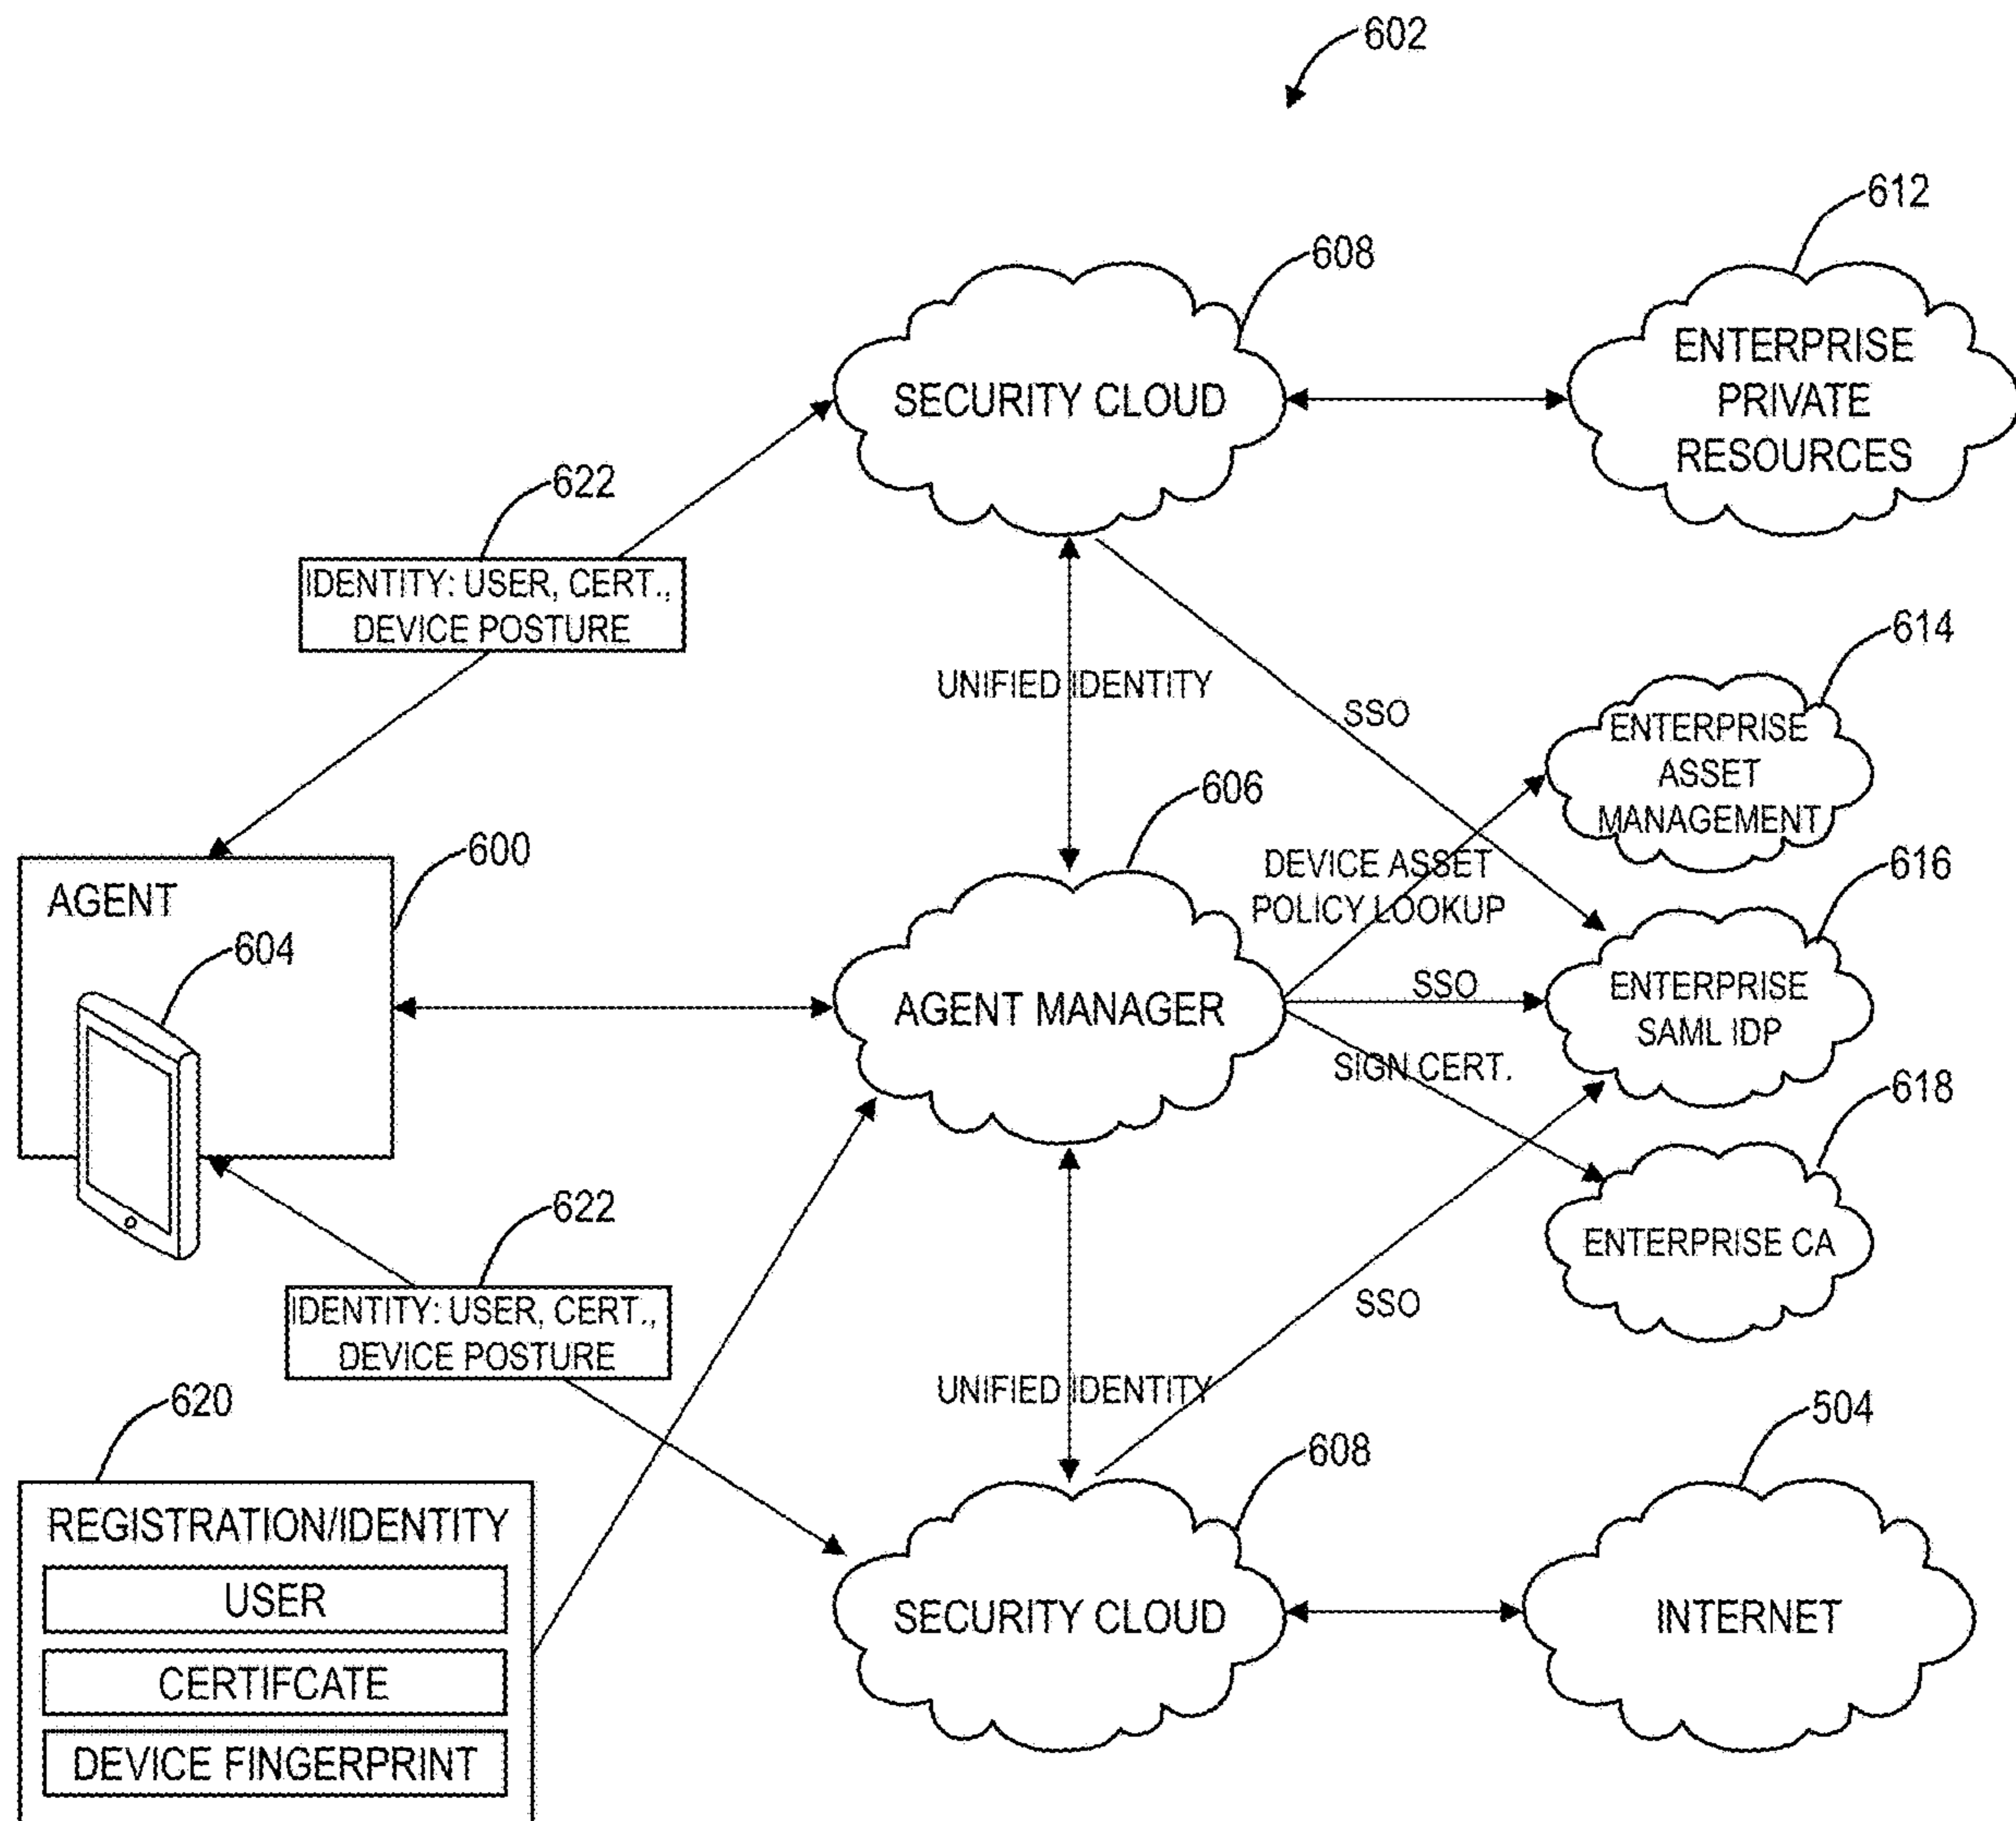 602
612
608
ENTERPRISE
PRIVATE
RESOURCES
SECURITY CLOUD
622
IDENTITY: USER, CERT.,
DEVICE POSTURE
614
UNIFIED IDENTITY
SSO
ENTERPRISE
ASSET
MANAGEMENT
606
600
DEVICE ASSET
POLICY LOOKUP
616
AGENT
604
AGENT MANAGER
SSO
ENTERPRISE
SAML IDP
SIGN CERT.
618
622
ENTERPRISE CA
IDENTITY: USER, CERT.,
DEVICE POSTURE
SSO
620
UNIFIED IDENTITY
504
608
REGISTRATION/IDENTITY
USER
CERTIFCATE
DEVICE FINGERPRINT
SECURITY CLOUD
INTERNET